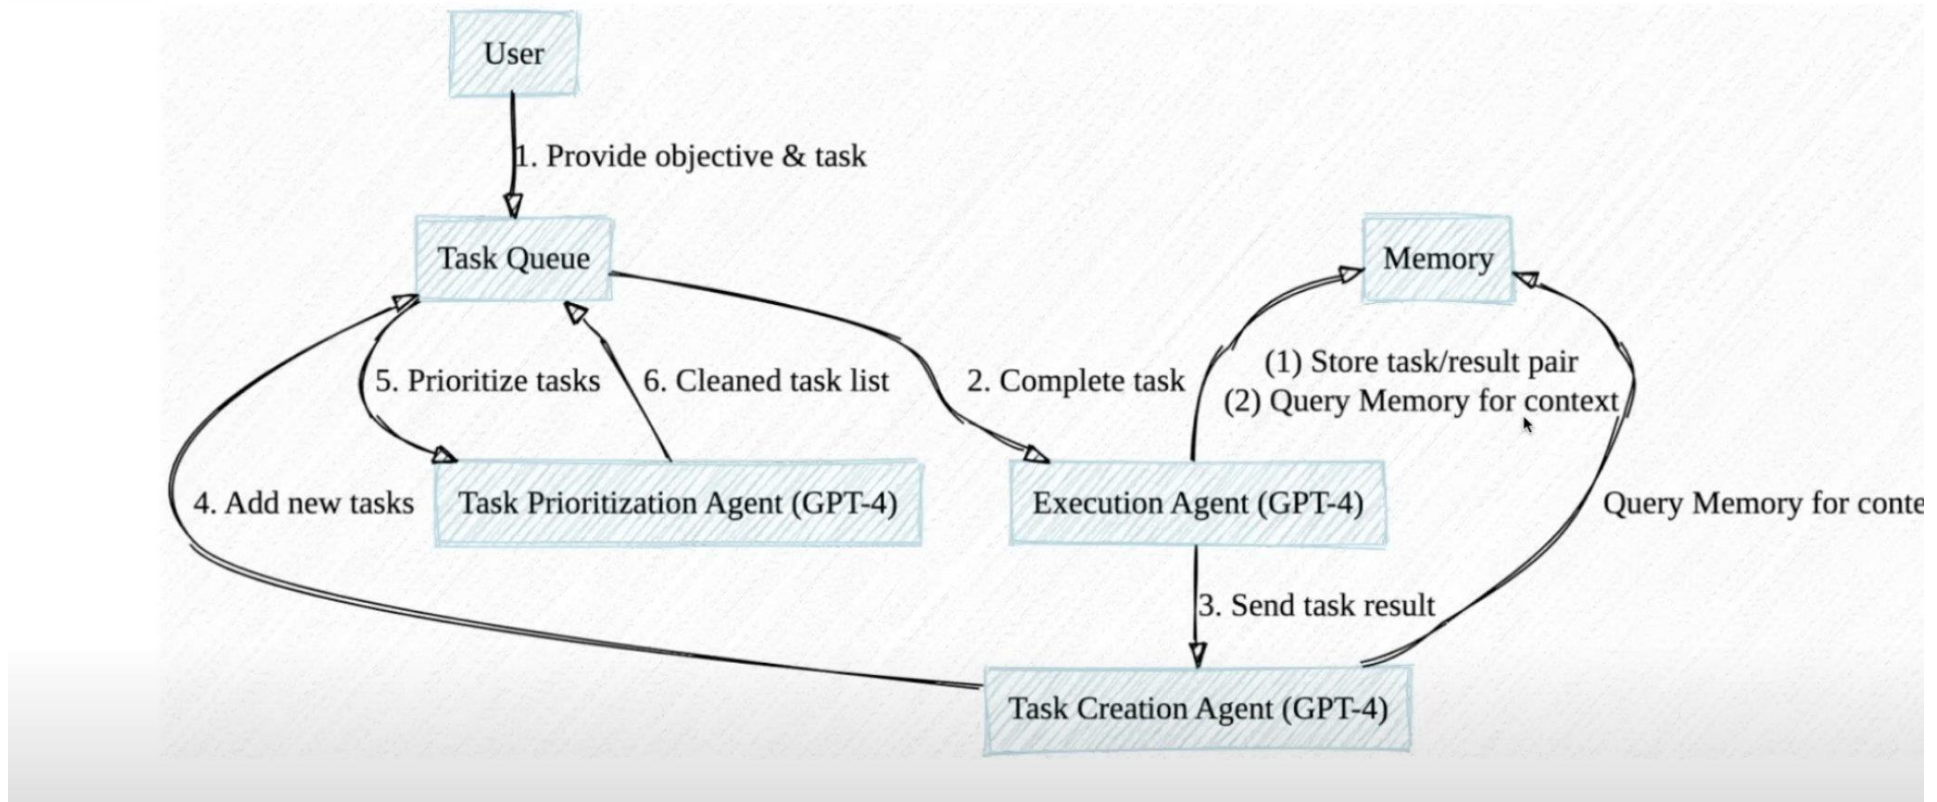 User
1. Provide objective & task
Task Queue
Memory
5. Prioritize tasks
6. Cleaned task list
2. Complete task
(1) Store task/result pair
(2) Query Memory for context
4. Add new tasks
Task Prioritization Agent (GPT-4)
Execution Agent (GPT-4)
Query Memory for conte
3. Send task result
Task Creation Agent (GPT-4)